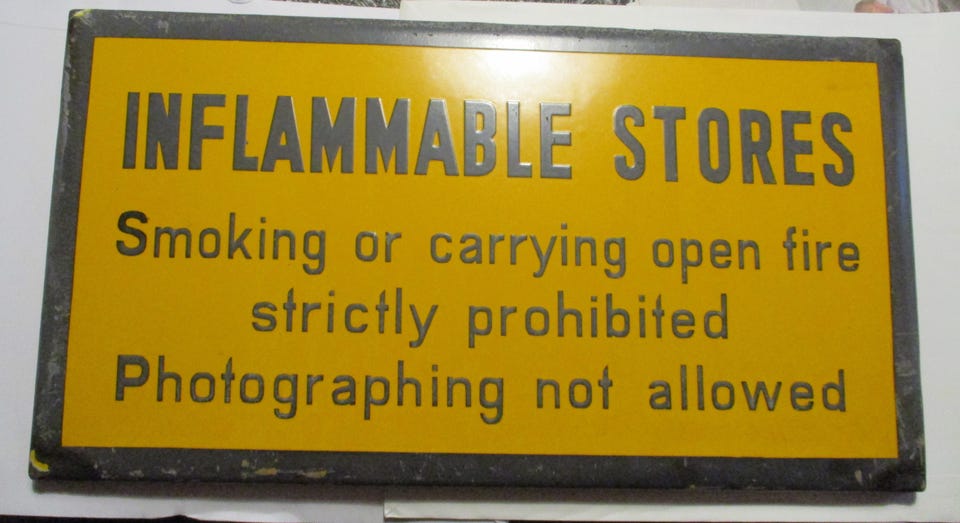 INFLAMMABLE STORES
Smoking or carrying open fire
strictly prohibited
Photographing not allowed